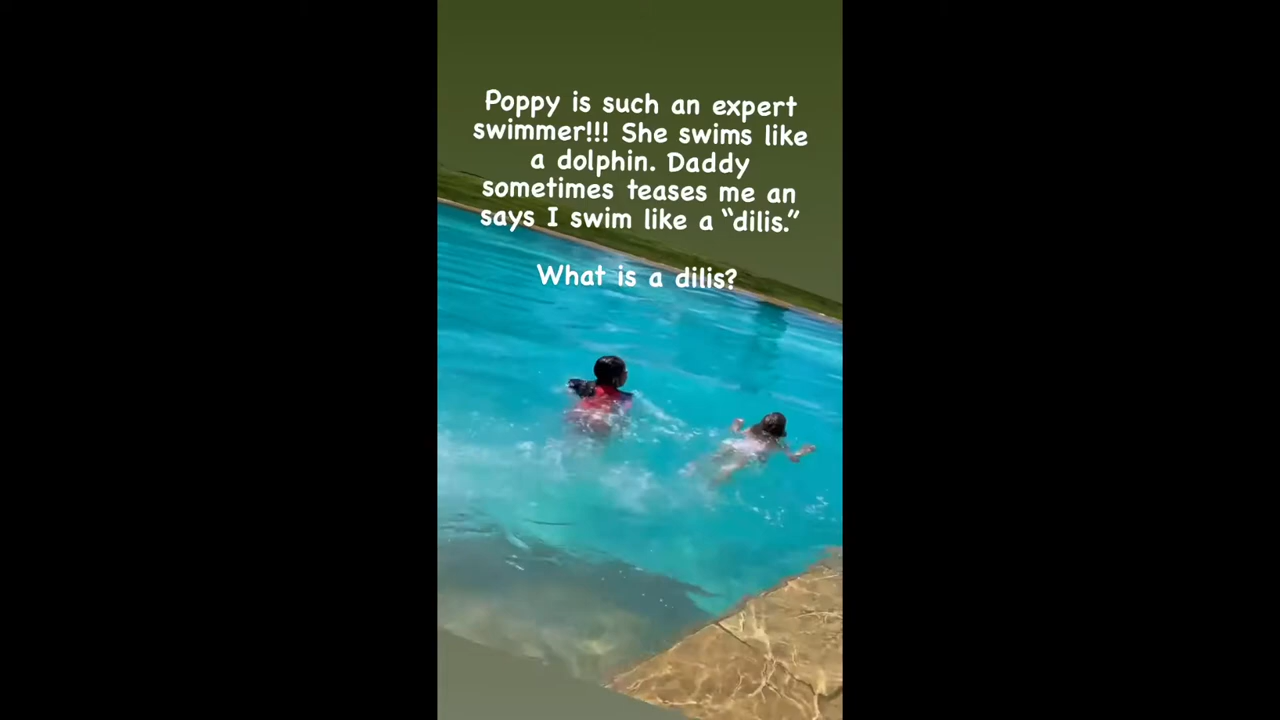 Poppy is such an expert
swimmer!!! She swims like
a dolphin. Daddy
sometimes teases me an
says I swim like a “dilis.”
What is a dilis?